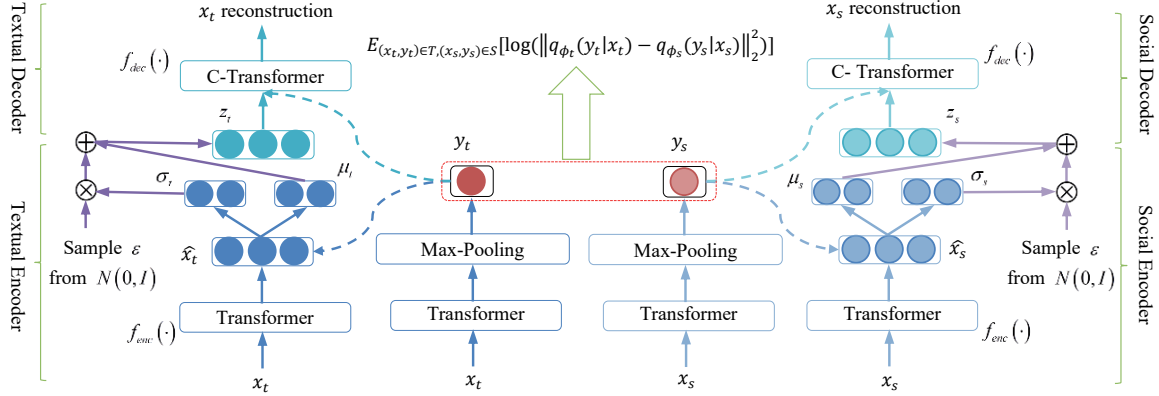 Textual Decoder
Textual Encoder
x_t reconstruction
f_dec(·)
C-Transformer
z_t
σ_t
μ_t
Sample ε
from N(0,I)
x̂_t
f_enc(·)
Transformer
x_t
E_{(x_t,y_t)∈T,(x_s,y_s)∈S}[log(‖q_{ϕ_t}(y_t|x_t) − q_{ϕ_s}(y_s|x_s)‖_2^2)]
y_t
y_s
Max-Pooling
Max-Pooling
Transformer
Transformer
x_t
x_s
x_s reconstruction
f_dec(·)
C- Transformer
z_s
μ_s
σ_s
Sample ε
from N(0,I)
x̂_s
Transformer
f_enc(·)
x_s
Social Decoder
Social Encoder